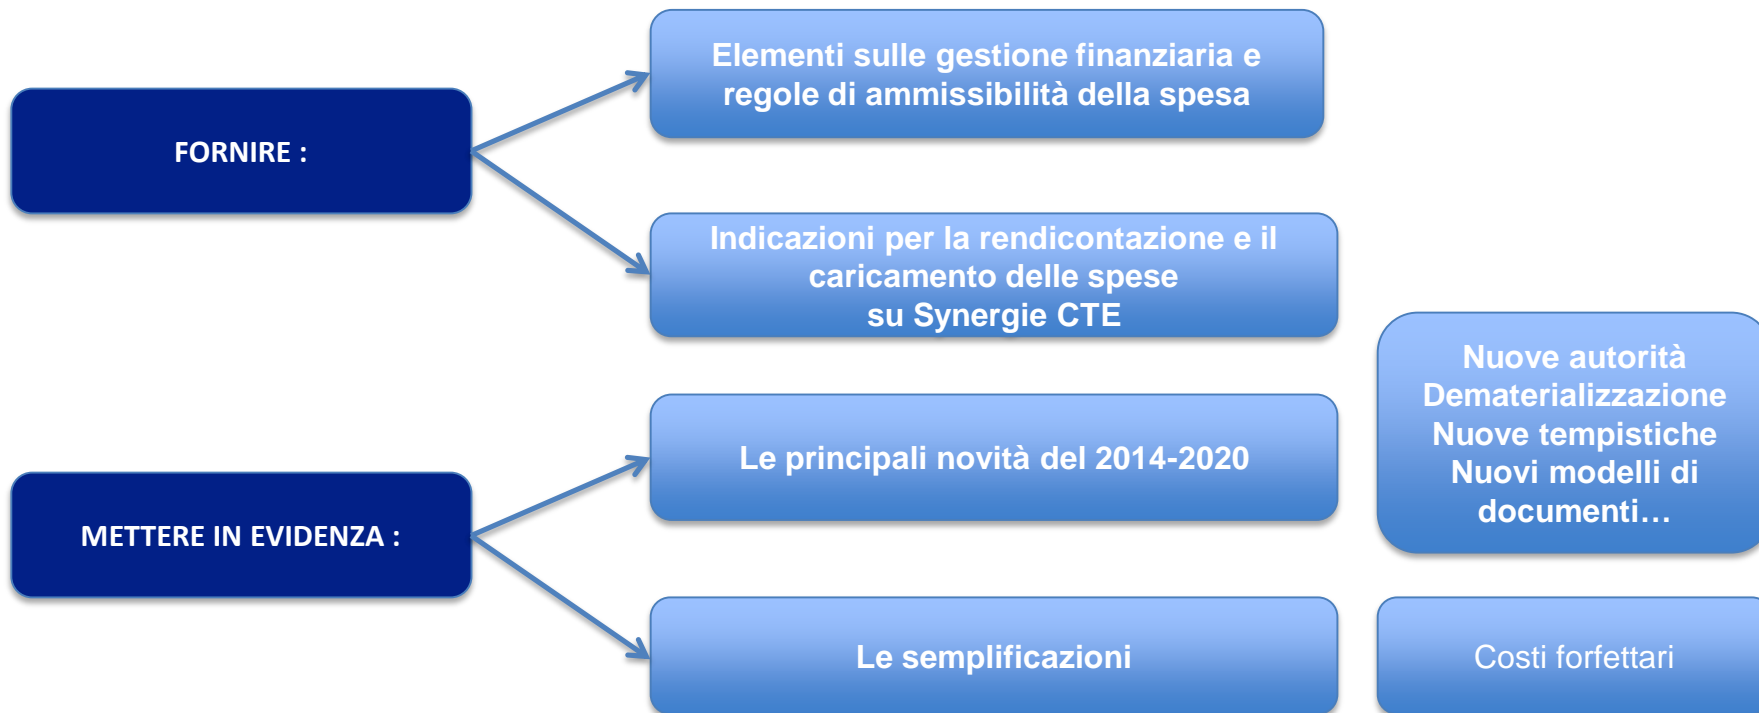 FORNIRE :
Elementi sulle gestione finanziaria e
regole di ammissibilità della spesa
Indicazioni per la rendicontazione e il
caricamento delle spese
su Synergie CTE
METTERE IN EVIDENZA :
Le principali novità del 2014-2020
Nuove autorità
Dematerializzazione
Nuove tempistiche
Nuovi modelli di
documenti…
Le semplificazioni
Costi forfettari